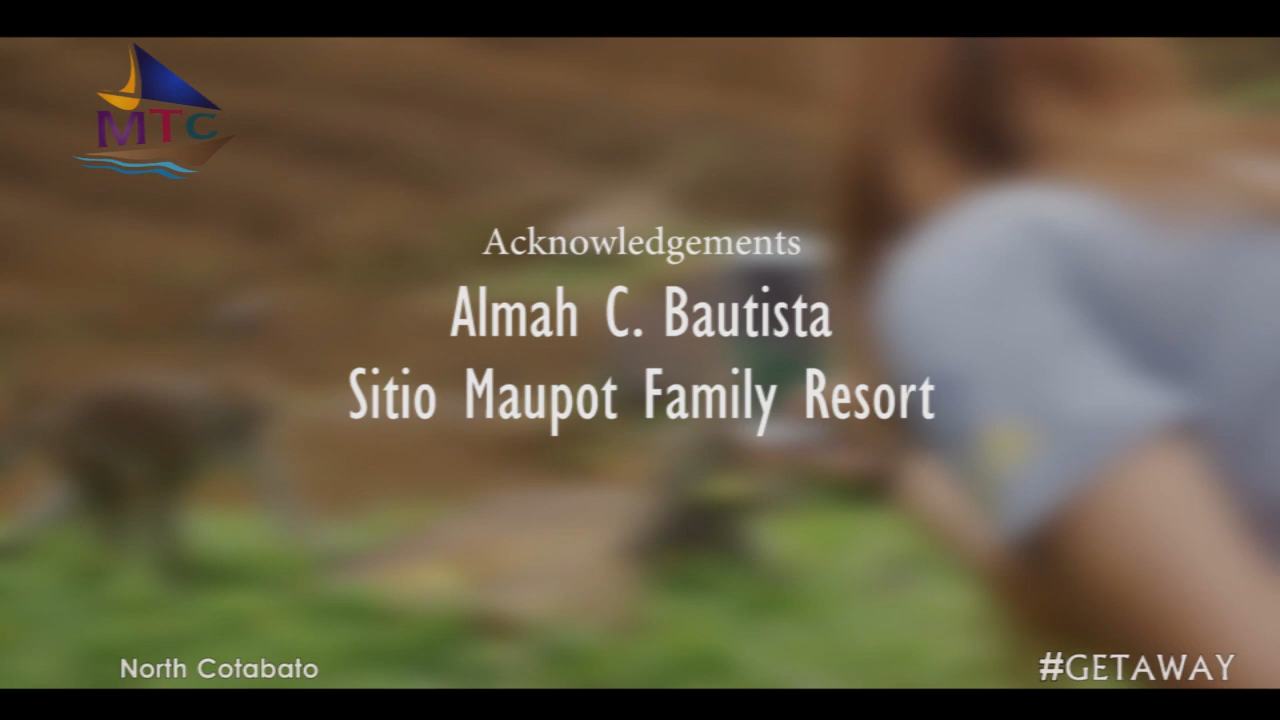 MTC
Acknowledgements
Almah C. Bautista
Sitio Maupot Family Resort
North Cotabato
#GETAWAY